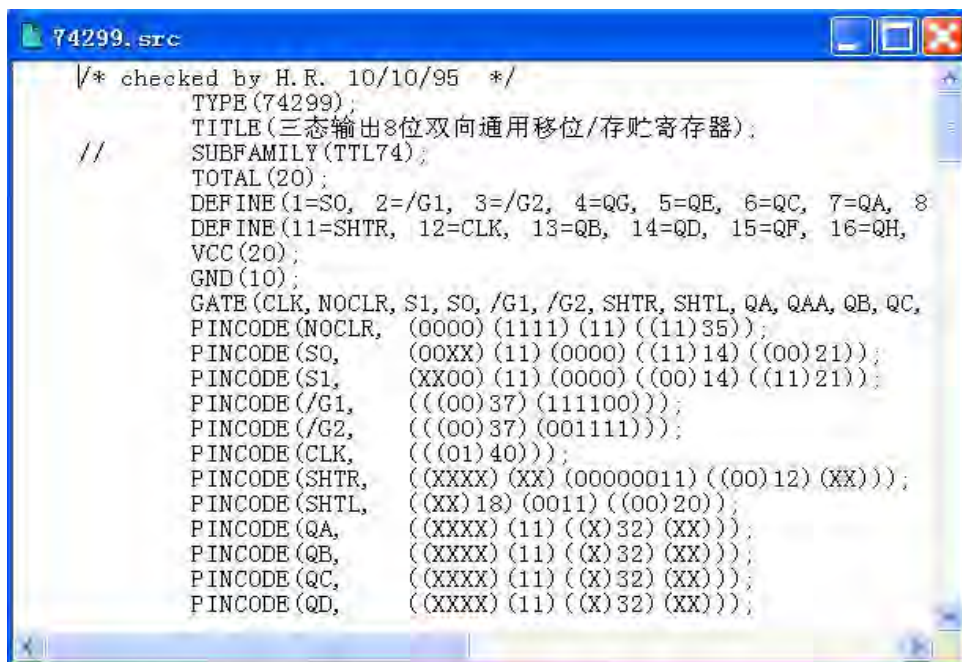 74299.src
/* checked by H.R. 10/10/95 */
TYPE(74299);
TITLE(三态输出8位双向通用移位/存贮寄存器);
// SUBFAMILY(TTL74);
TOTAL(20);
DEFINE(1=S0, 2=/G1, 3=/G2, 4=QG, 5=QE, 6=QC, 7=QA, 8
DEFINE(11=SHTR, 12=CLK, 13=QB, 14=QD, 15=QF, 16=QH,
VCC(20);
GND(10);
GATE(CLK, NOCLR, S1, S0, /G1, /G2, SHTR, SHTL, QA, QAA, QB, QC,
PINCODE(NOCLR, (0000)(1111)(11)((11)35));
PINCODE(S0, (00XX)(11)(0000)((11)14)((00)21));
PINCODE(S1, (XX00)(11)(0000)((00)14)((11)21));
PINCODE(/G1, (((00)37)(111100)));
PINCODE(/G2, (((00)37)(001111)));
PINCODE(CLK, (((01)40)));
PINCODE(SHTR, ((XXXX)(XX)(00000011)((00)12)(XX)));
PINCODE(SHTL, ((XX)18)(0011)((00)20));
PINCODE(QA, ((XXXX)(11)((X)32)(XX)));
PINCODE(QB, ((XXXX)(11)((X)32)(XX)));
PINCODE(QC, ((XXXX)(11)((X)32)(XX)));
PINCODE(QD, ((XXXX)(11)((X)32)(XX)));